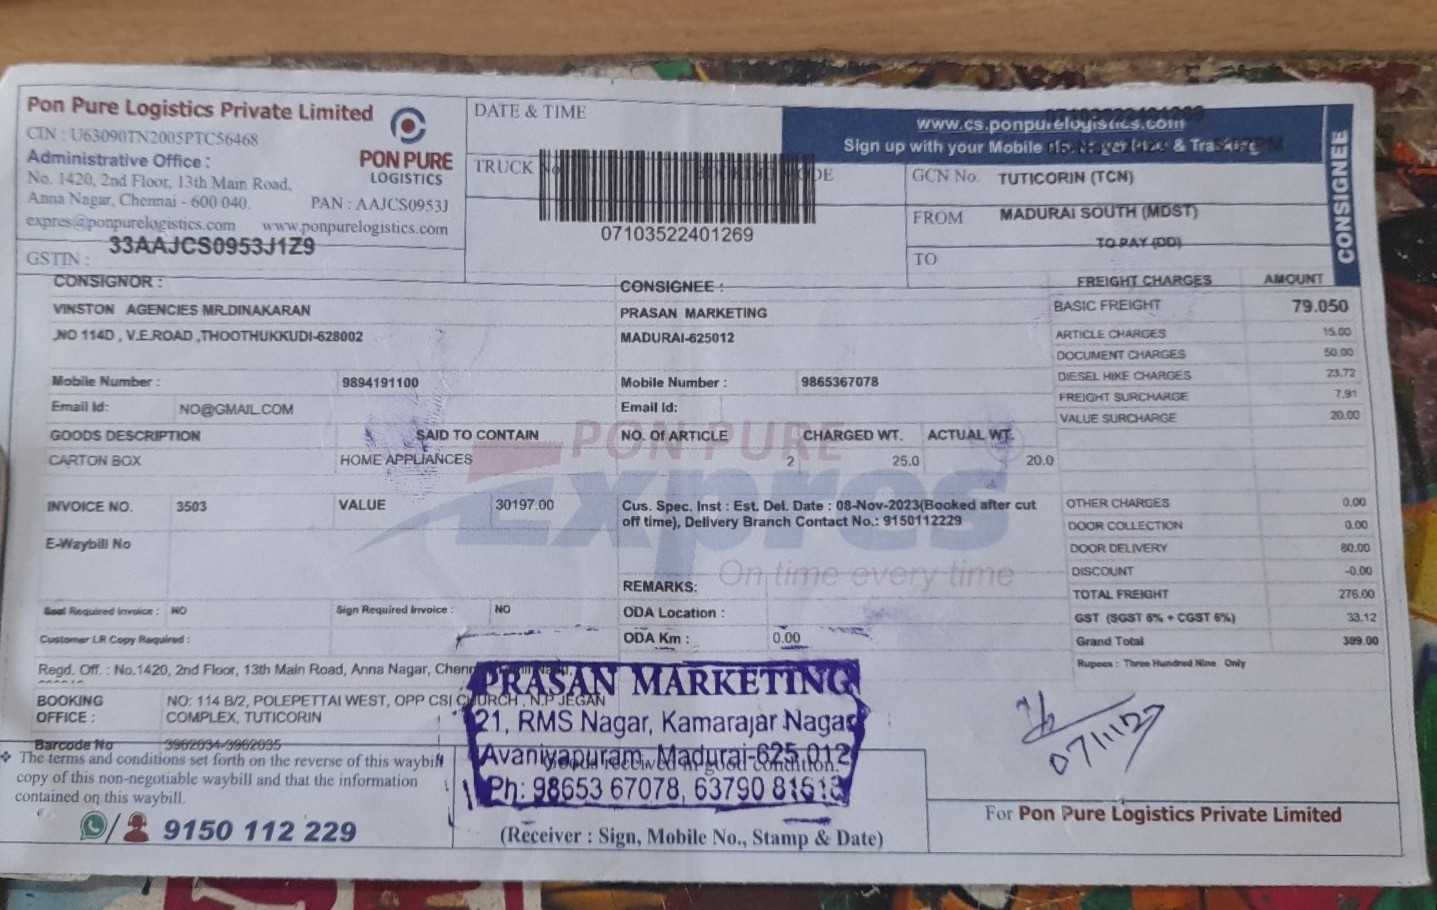 Pon Pure Logistics Private Limited
CIN : U63090TN2005PTC56468
Administrative Office :
No. 1420, 2nd Floor, 13th Main Road,
Anna Nagar, Chennai - 600 040.
PAN : AAJCS0953J
expres@ponpurelogistics.com www.ponpurelogistics.com
33AAJCS0953J1Z9
GSTIN :
PON PURE
LOGISTICS
DATE & TIME
TRUCK No
07103522401269
www.cs.ponpurelogistics.com
Sign up with your Mobile & Tracking
CONSIGNEE
GCN No. TUTICORIN (TCN)
FROM MADURAI SOUTH (MDST)
TO PAY (DD)
TO
CONSIGNOR :
VINSTON AGENCIES MR.DINAKARAN
,NO 114D , V.E.ROAD ,THOOTHUKKUDI-628002
Mobile Number : 9894191100
Email Id: NO@GMAIL.COM
CONSIGNEE :
PRASAN MARKETING
MADURAI-625012
Mobile Number : 9865367078
Email Id:
FREIGHT CHARGES AMOUNT
BASIC FREIGHT 79.050
ARTICLE CHARGES 15.00
DOCUMENT CHARGES 50.00
DIESEL HIKE CHARGES 23.72
FREIGHT SURCHARGE 7.91
VALUE SURCHARGE 20.00
GOODS DESCRIPTION SAID TO CONTAIN NO. Of ARTICLE CHARGED WT. ACTUAL WT.
CARTON BOX HOME APPLIANCES 2 25.0 20.0
PON PURE
Expres
On time every time
INVOICE NO. 3503 VALUE 30197.00
Cus. Spec. Inst : Est. Del. Date : 08-Nov-2023(Booked after cut
off time), Delivery Branch Contact No.: 9150112229
E-Waybill No
REMARKS:
OTHER CHARGES 0.00
DOOR COLLECTION 0.00
DOOR DELIVERY 80.00
DISCOUNT -0.00
TOTAL FREIGHT 276.00
GST (SGST 6% + CGST 6%) 33.12
Grand Total 309.00
Rupees : Three Hundred Nine Only
Seal Required Invoice : NO Sign Required Invoice : NO
ODA Location :
Customer LR Copy Required :
ODA Km : 0.00
Regd. Off. : No.1420, 2nd Floor, 13th Main Road, Anna Nagar,
BOOKING OFFICE : NO: 114 B/2, POLEPETTAI WEST, OPP CSI CHURCH , N.P JEGAN
COMPLEX, TUTICORIN
Barcode No 3962634-3962635
PRASAN MARKETING
21, RMS Nagar, Kamarajar Nagar
Avaniyapuram, Madurai-625 012
Ph: 98653 67078, 63790 81613
The terms and conditions set forth on the reverse of this waybill
copy of this non-negotiable waybill and that the information
contained on this waybill.
Goods received in good condition.
9150 112 229
(Receiver : Sign, Mobile No., Stamp & Date)
07/11/23
For Pon Pure Logistics Private Limited